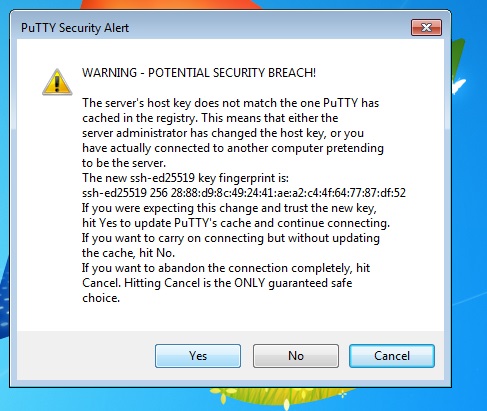 PuTTY Security Alert
WARNING - POTENTIAL SECURITY BREACH!
The server's host key does not match the one PuTTY has
cached in the registry. This means that either the
server administrator has changed the host key, or you
have actually connected to another computer pretending
to be the server.
The new ssh-ed25519 key fingerprint is:
ssh-ed25519 256 28:88:d9:8c:49:24:41:ae:a2:c4:4f:64:77:87:df:52
If you were expecting this change and trust the new key,
hit Yes to update PuTTY's cache and continue connecting.
If you want to carry on connecting but without updating
the cache, hit No.
If you want to abandon the connection completely, hit
Cancel. Hitting Cancel is the ONLY guaranteed safe
choice.
Yes No Cancel